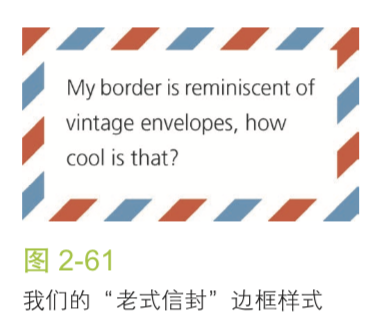 My border is reminiscent of
vintage envelopes, how
cool is that?
图 2-61
我们的“老式信封”边框样式